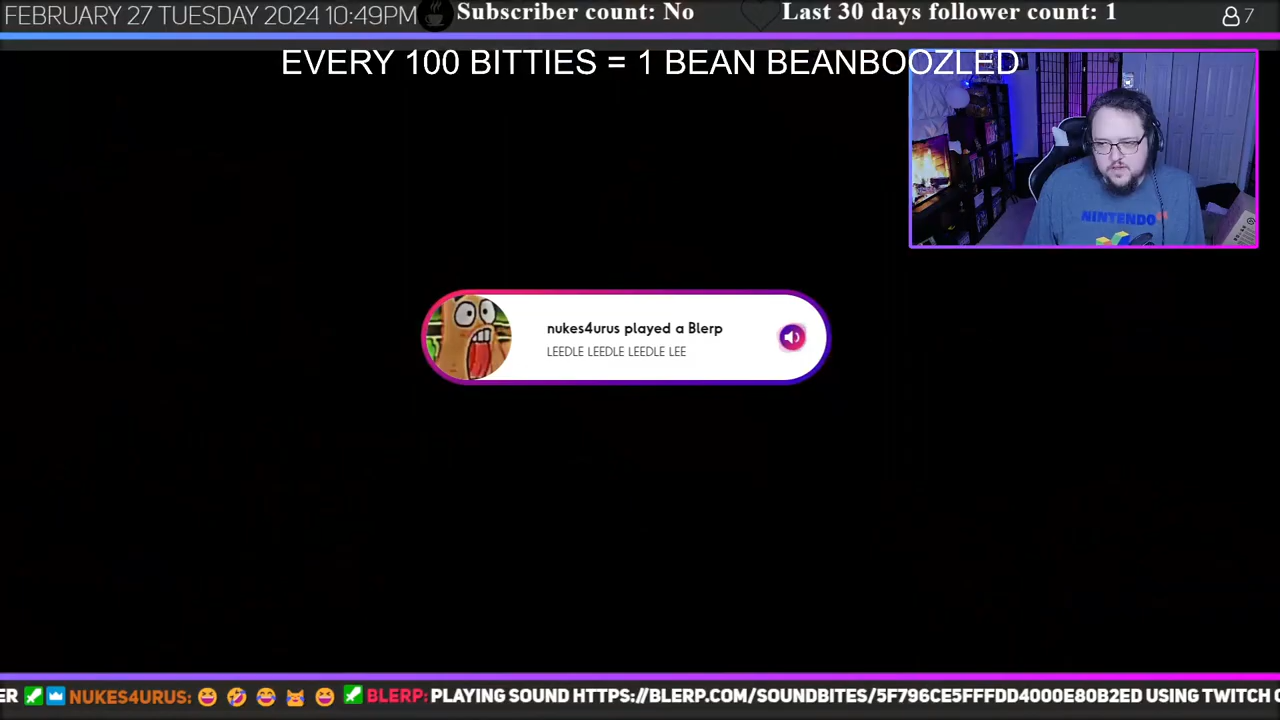 FEBRUARY 27 TUESDAY 2024 10:49PM Subscriber count: No Last 30 days follower count: 1 7
EVERY 100 BITTIES = 1 BEAN BEANBOOZLED
NINTENDO
nukes4urus played a Blerp
LEEDLE LEEDLE LEEDLE LEE
ER NUKES4URUS: BLERP: PLAYING SOUND HTTPS://BLERP.COM/SOUNDBITES/5F796CE5FFFDD4000E80B2ED USING TWITCH C